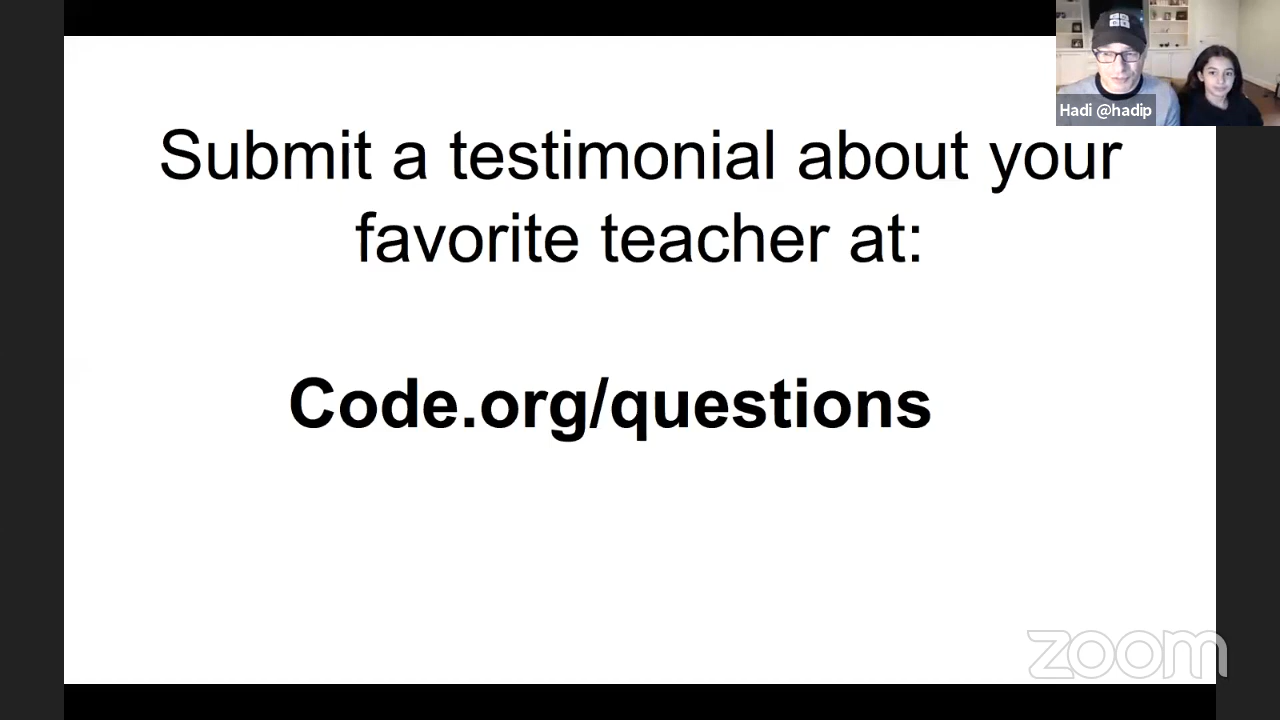 Hadi @hadip
Submit a testimonial about your
favorite teacher at:
Code.org/questions
zoom